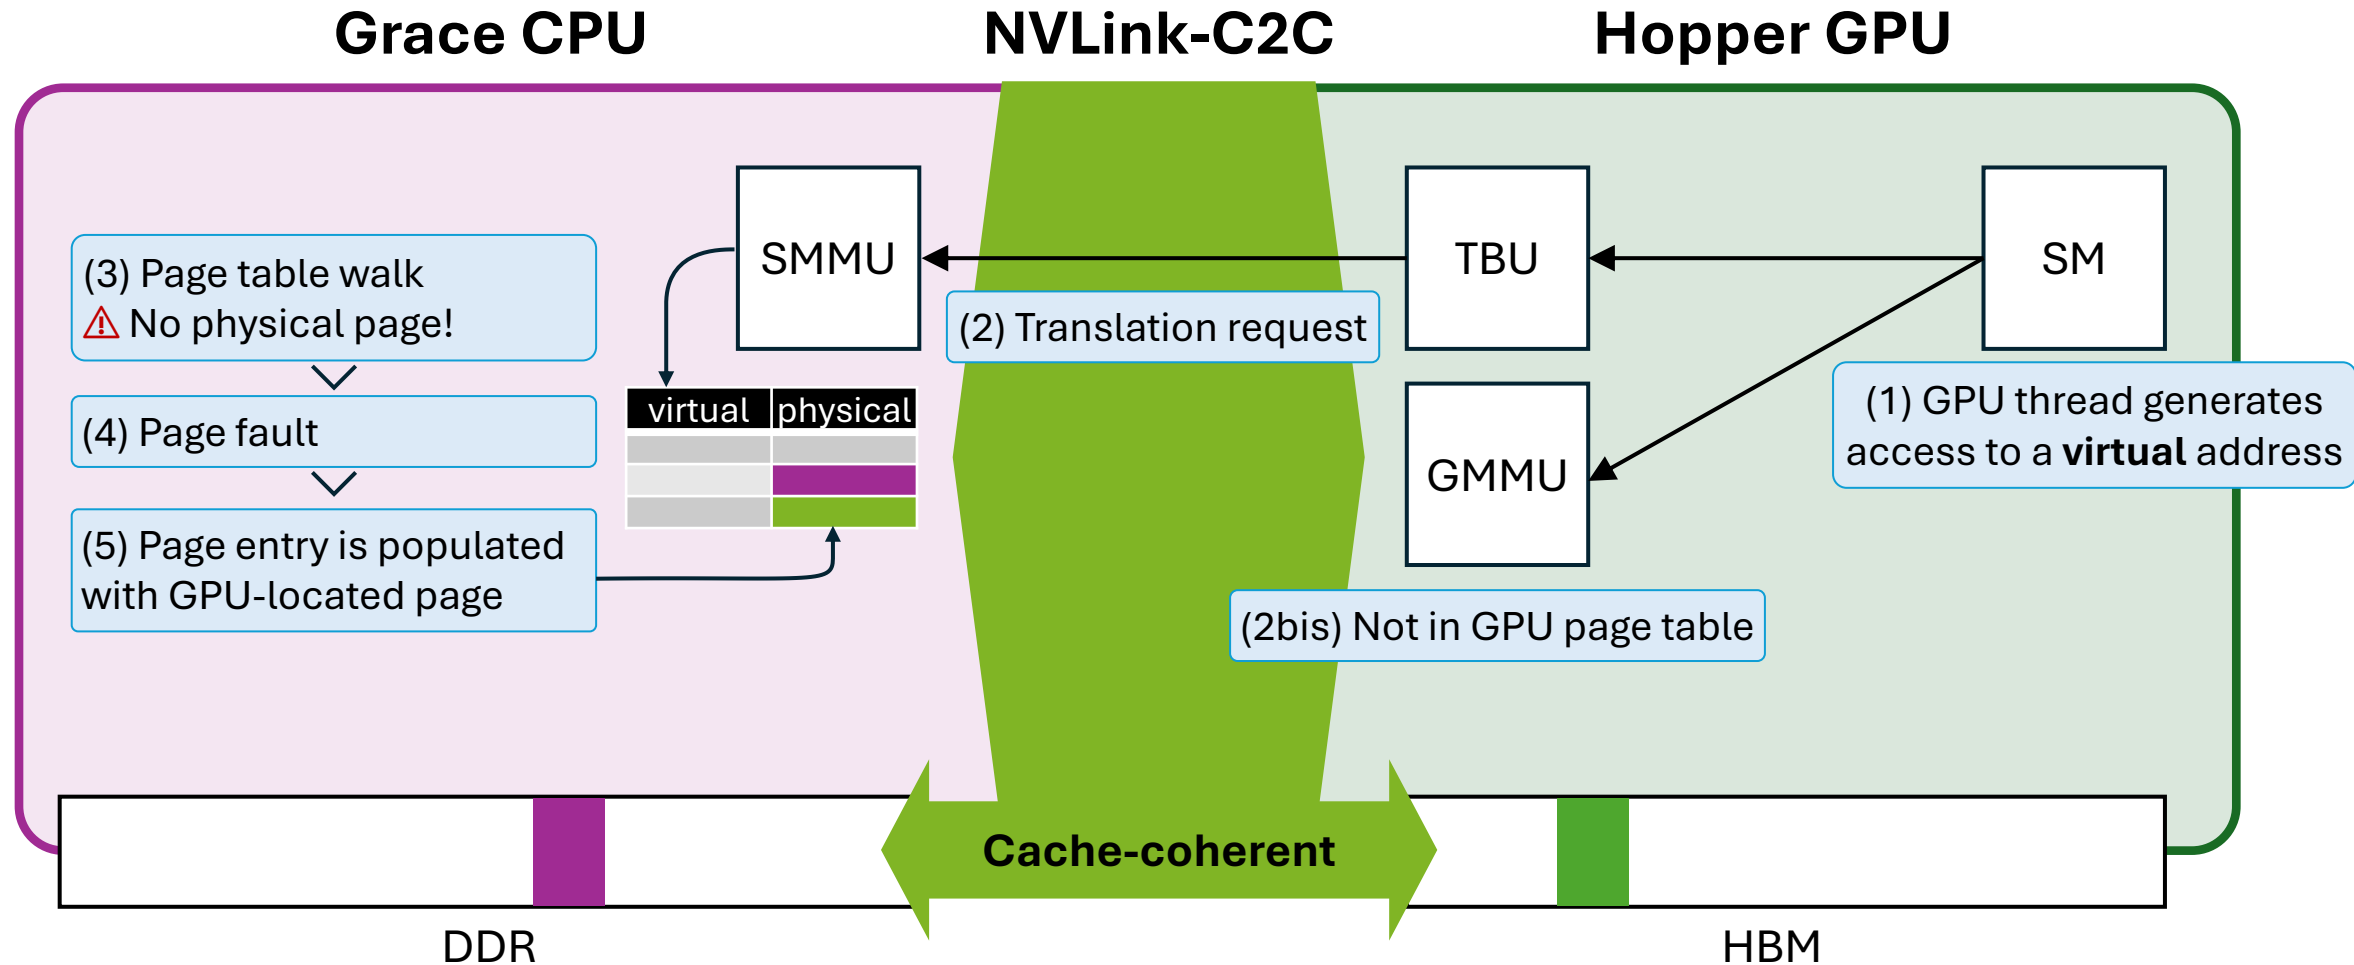 Grace CPU
NVLink-C2C
Hopper GPU
SMMU
TBU
SM
(3) Page table walk
⚠ No physical page!
(2) Translation request
(1) GPU thread generates
access to a virtual address
virtual
physical
(4) Page fault
GMMU
(5) Page entry is populated
with GPU-located page
(2bis) Not in GPU page table
Cache-coherent
DDR
HBM